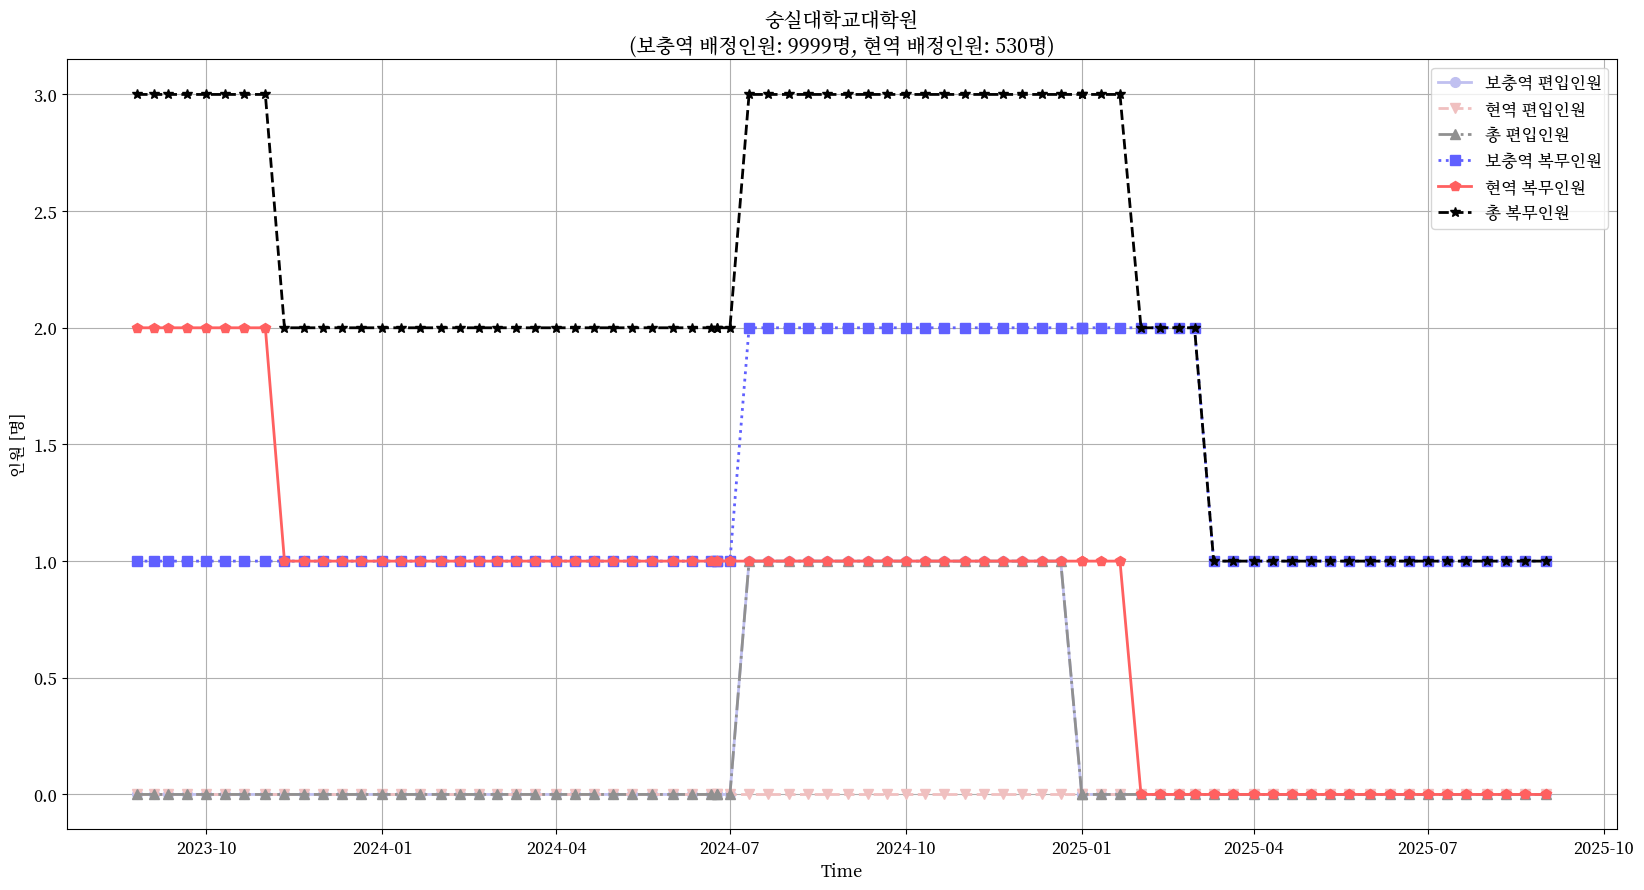 숭실대학교대학원
(보충역 배정인원: 9999명, 현역 배정인원: 530명)
보충역 편입인원
현역 편입인원
총 편입인원
보충역 복무인원
현역 복무인원
총 복무인원
3.0
2.5
2.0
1.5
1.0
0.5
0.0
인원 [명]
2023-10
2024-01
2024-04
2024-07
2024-10
2025-01
2025-04
2025-07
2025-10
Time